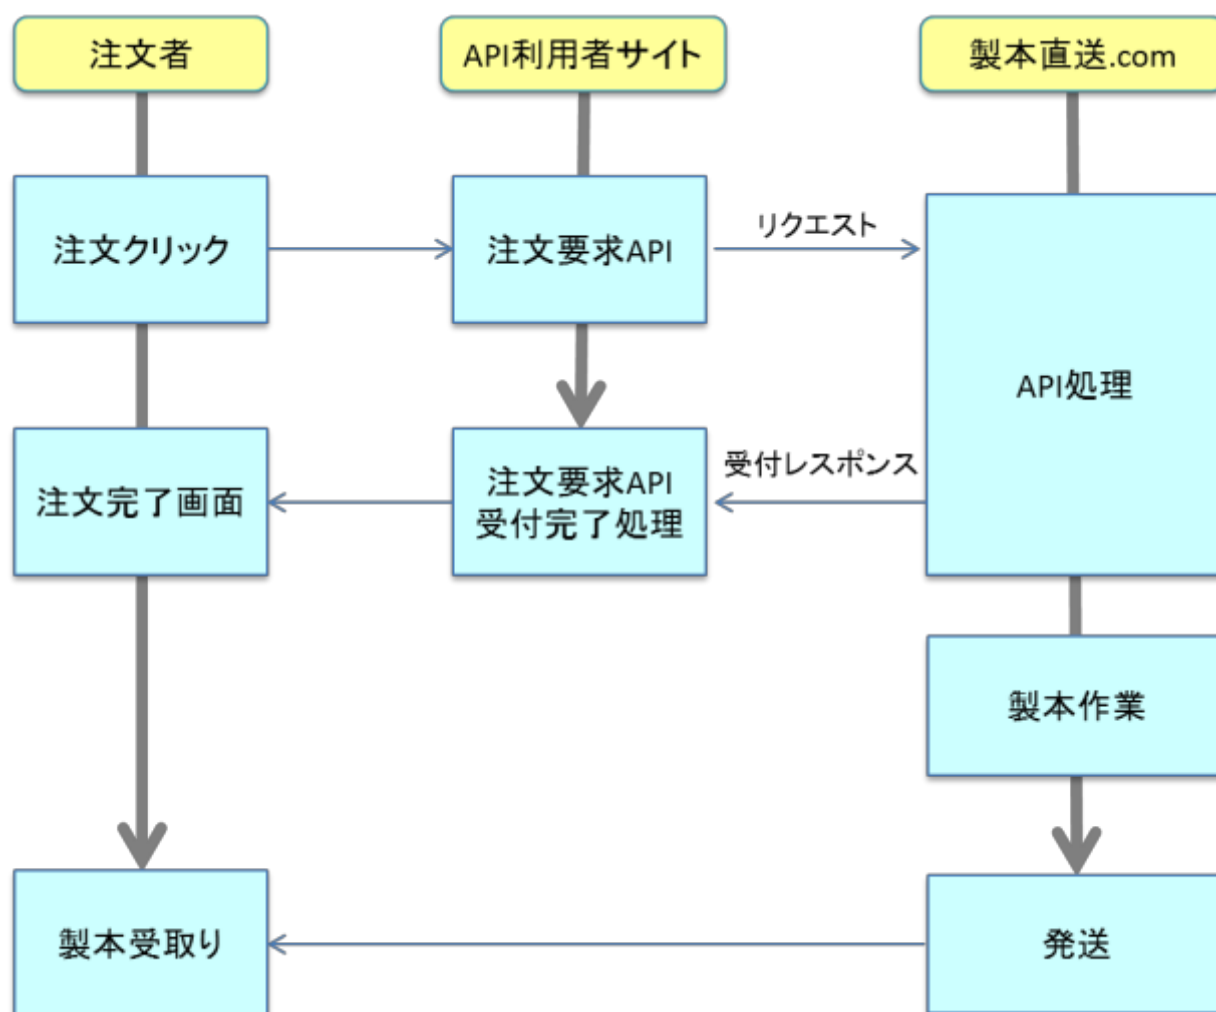 注文者
API利用者サイト
製本直送.com
注文クリック
注文要求API
リクエスト
API処理
注文完了画面
注文要求API
受付完了処理
受付レスポンス
製本作業
製本受取り
発送